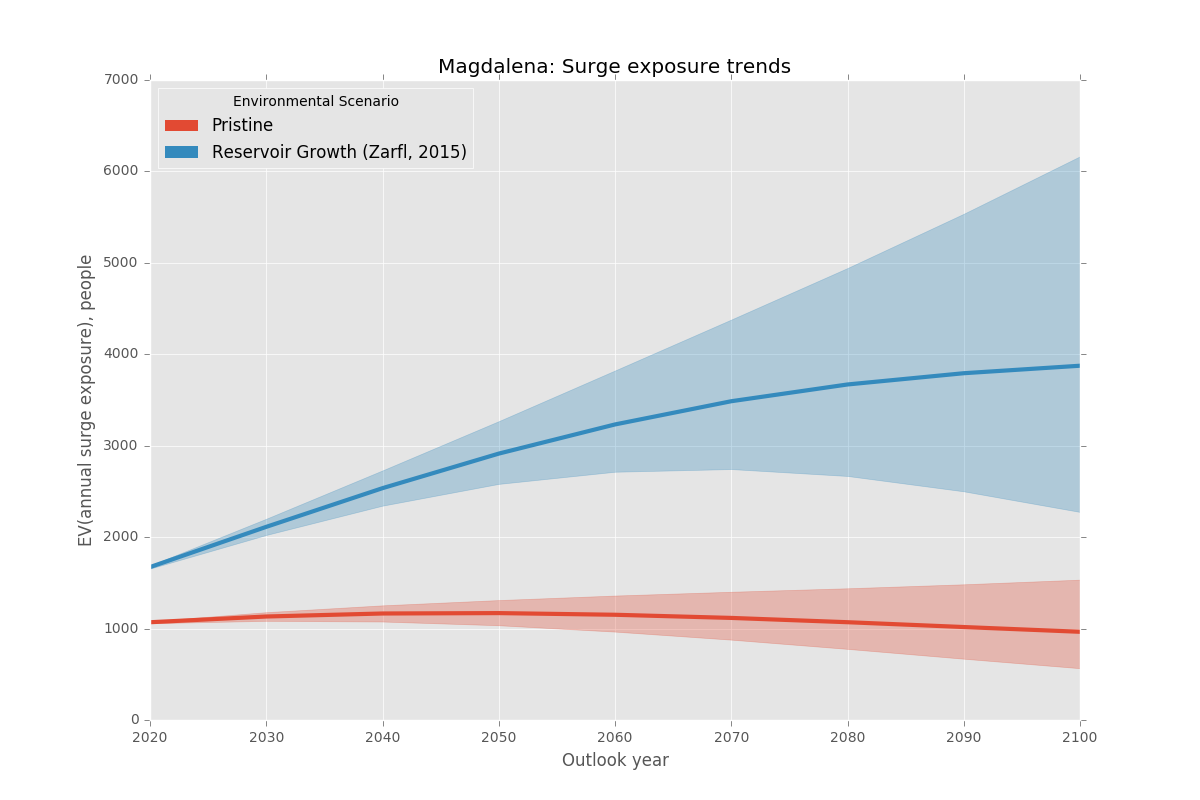 Magdalena: Surge exposure trends
7000
6000
5000
4000
3000
2000
1000
0
EV(annual surge exposure), people
Environmental Scenario
Pristine
Reservoir Growth (Zarfl, 2015)
2020 2030 2040 2050 2060 2070 2080 2090 2100
Outlook year